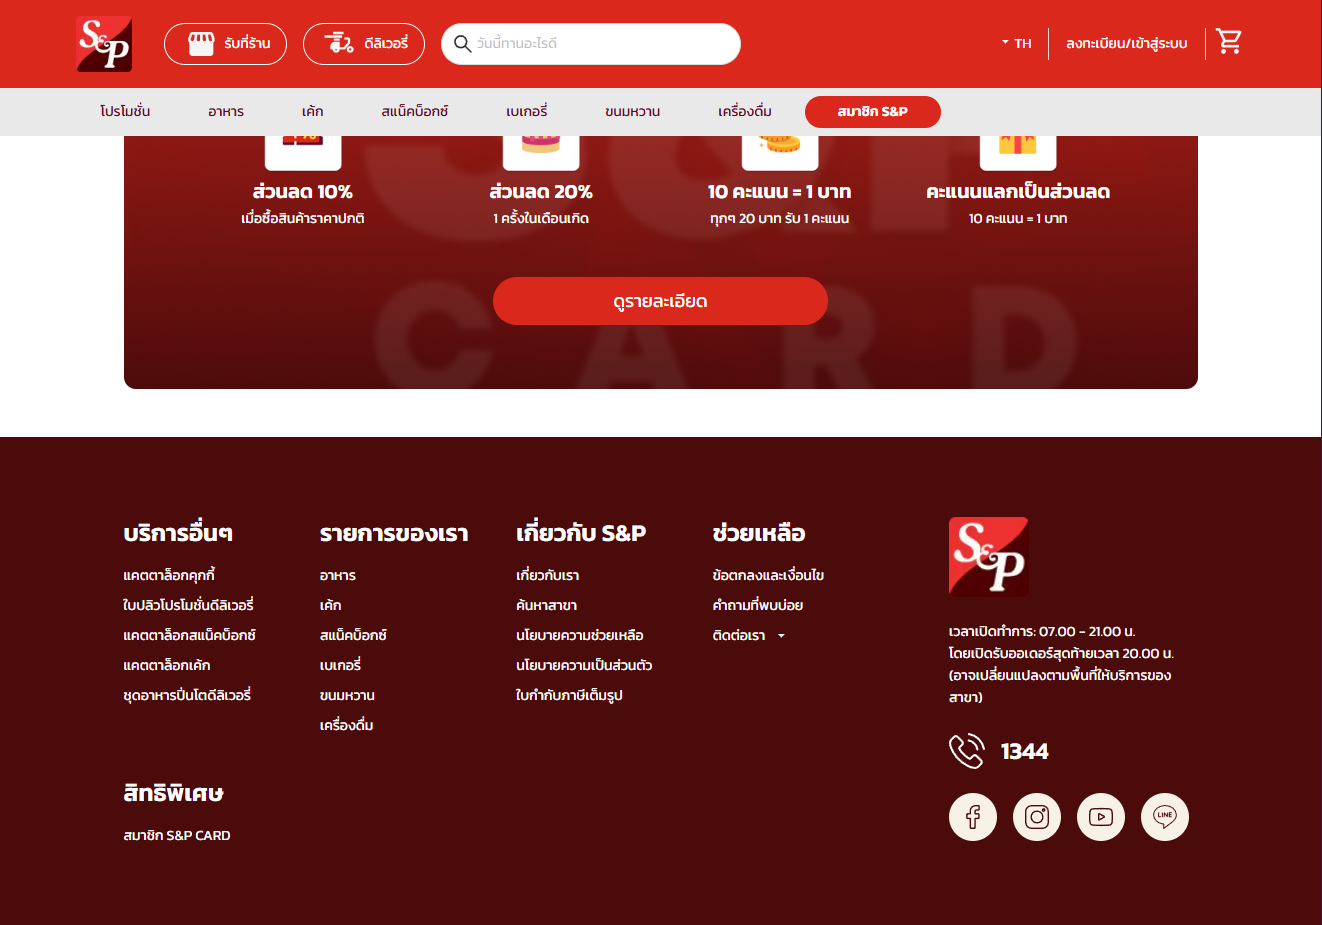 S&P
รับที่ร้าน
ดีลิเวอรี่
วันนี้ทานอะไรดี
TH
ลงทะเบียน/เข้าสู่ระบบ
โปรโมชั่น
อาหาร
เค้ก
สแน็คบ็อกซ์
เบเกอรี่
ขนมหวาน
เครื่องดื่ม
สมาชิก S&P
ส่วนลด 10%
เมื่อซื้อสินค้าราคาปกติ
ส่วนลด 20%
1 ครั้งในเดือนเกิด
10 คะแนน = 1 บาท
ทุกๆ 20 บาท รับ 1 คะแนน
คะแนนแลกเป็นส่วนลด
10 คะแนน = 1 บาท
ดูรายละเอียด
CARD
บริการอื่นๆ
แคตตาล็อกคุกกี้
ใบปลิวโปรโมชั่นดีลิเวอรี่
แคตตาล็อกสแน็คบ็อกซ์
แคตตาล็อกเค้ก
ชุดอาหารปิ่นโตดีลิเวอรี่
รายการของเรา
อาหาร
เค้ก
สแน็คบ็อกซ์
เบเกอรี่
ขนมหวาน
เครื่องดื่ม
เกี่ยวกับ S&P
เกี่ยวกับเรา
ค้นหาสาขา
นโยบายความช่วยเหลือ
นโยบายความเป็นส่วนตัว
ใบกำกับภาษีเต็มรูป
ช่วยเหลือ
ข้อตกลงและเงื่อนไข
คำถามที่พบบ่อย
ติดต่อเรา
สิทธิพิเศษ
สมาชิก S&P CARD
S&P
เวลาเปิดทำการ: 07.00 - 21.00 น.
โดยเปิดรับออเดอร์สุดท้ายเวลา 20.00 น.
(อาจเปลี่ยนแปลงตามพื้นที่ให้บริการของ
สาขา)
1344
LINE